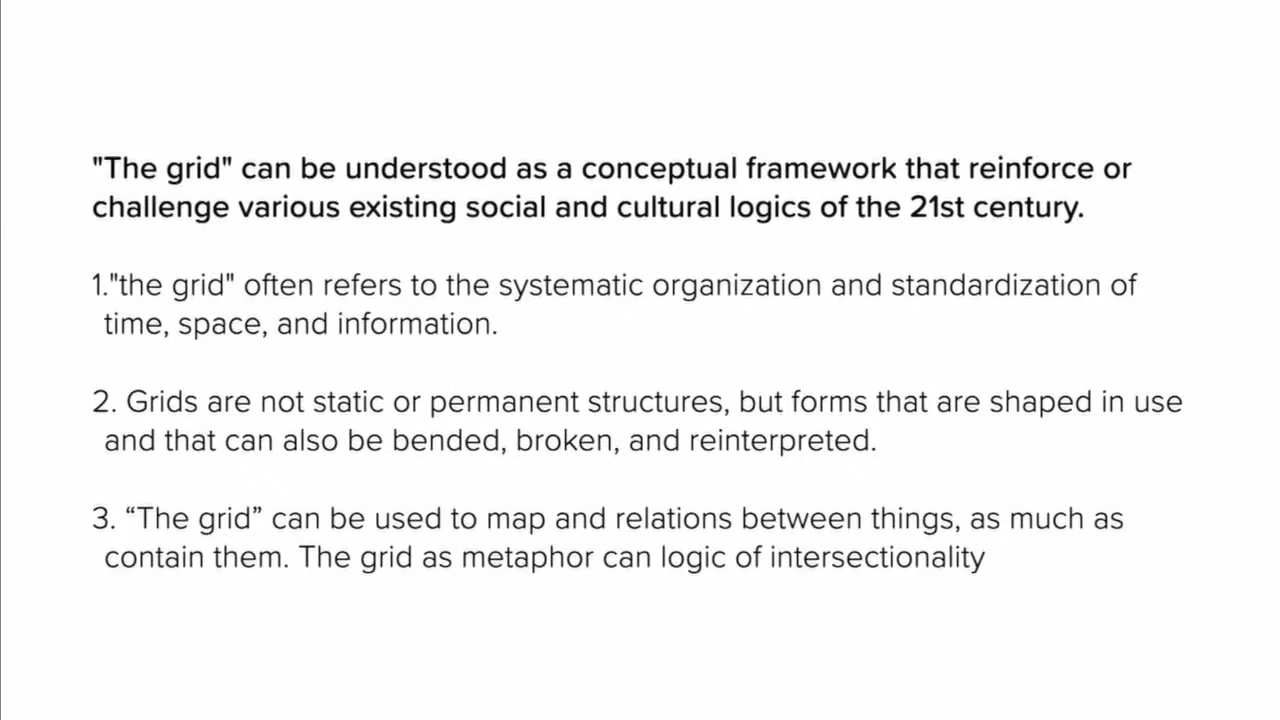 "The grid" can be understood as a conceptual framework that reinforce or
challenge various existing social and cultural logics of the 21st century.
1."the grid" often refers to the systematic organization and standardization of
time, space, and information.
2. Grids are not static or permanent structures, but forms that are shaped in use
and that can also be bended, broken, and reinterpreted.
3. “The grid” can be used to map and relations between things, as much as
contain them. The grid as metaphor can logic of intersectionality